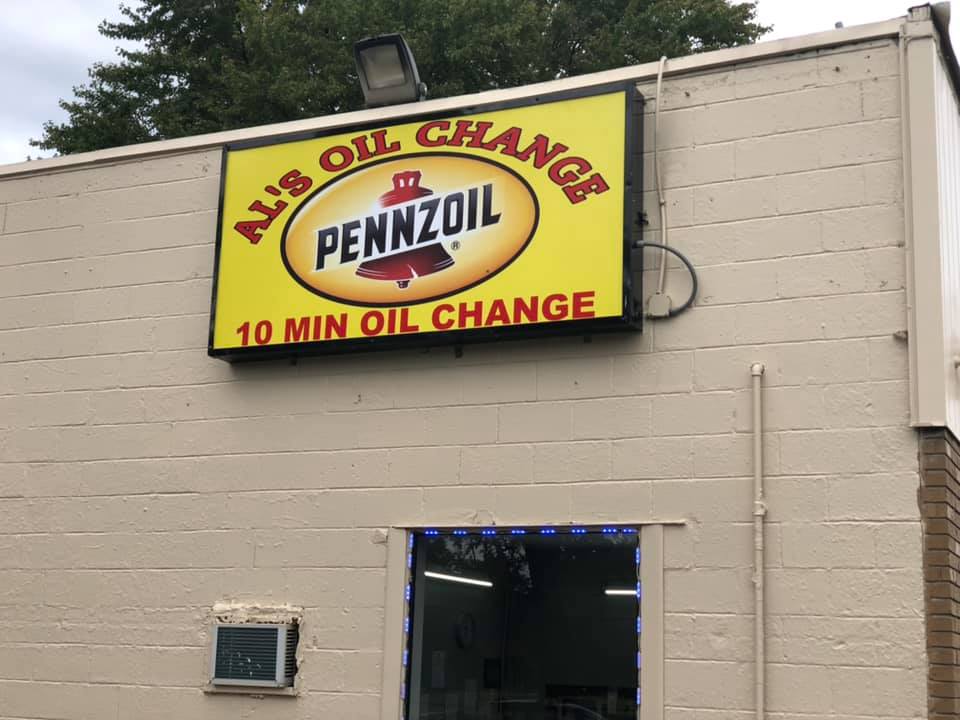 AL'S OIL CHANGE
PENNZOIL®
10 MIN OIL CHANGE